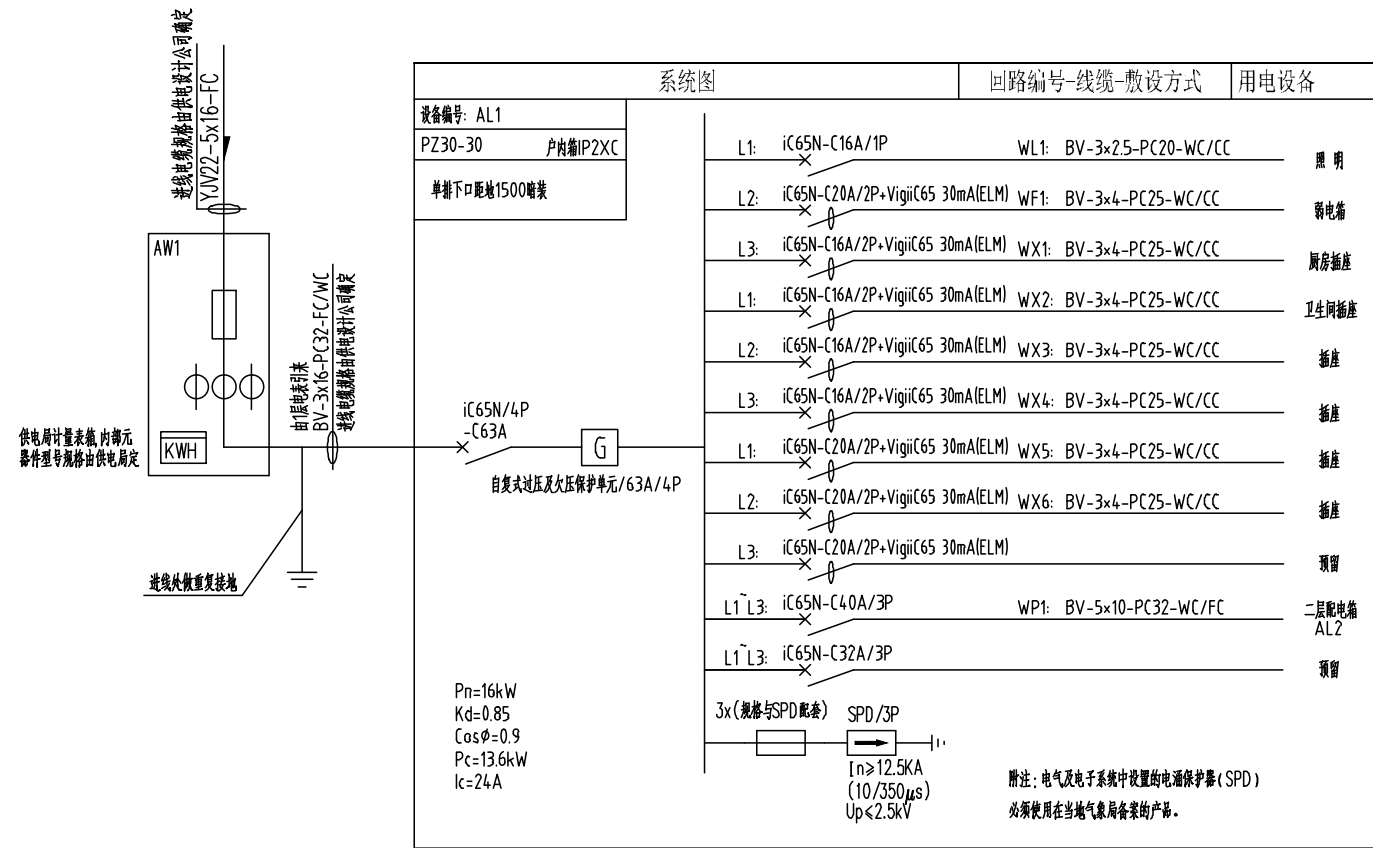 进线电缆规格由供电设计公司确定
YJV22-5x16-FC
AW1
KWH
供电局计量表箱,内部元
器件型号规格由供电局定
由1层电表引来
BV-3x16-PC32-FC/WC
进线电缆规格由供电设计公司确定
进线处做重复接地
系统图
回路编号-线缆-敷设方式
用电设备
设备编号: AL1
PZ30-30 户内箱IP2XC
单排下口距地1500暗装
iC65N/4P
-C63A
G
自复式过压及欠压保护单元/63A/4P
L1: iC65N-C16A/1P WL1: BV-3×2.5-PC20-WC/CC 照 明
L2: iC65N-C20A/2P+VigiiC65 30mA(ELM) WF1: BV-3×4-PC25-WC/CC 弱电箱
L3: iC65N-C16A/2P+VigiiC65 30mA(ELM) WX1: BV-3×4-PC25-WC/CC 厨房插座
L1: iC65N-C16A/2P+VigiiC65 30mA(ELM) WX2: BV-3×4-PC25-WC/CC 卫生间插座
L2: iC65N-C16A/2P+VigiiC65 30mA(ELM) WX3: BV-3×4-PC25-WC/CC 插座
L3: iC65N-C16A/2P+VigiiC65 30mA(ELM) WX4: BV-3×4-PC25-WC/CC 插座
L1: iC65N-C20A/2P+VigiiC65 30mA(ELM) WX5: BV-3×4-PC25-WC/CC 插座
L2: iC65N-C20A/2P+VigiiC65 30mA(ELM) WX6: BV-3×4-PC25-WC/CC 插座
L3: iC65N-C20A/2P+VigiiC65 30mA(ELM) 预留
L1~L3: iC65N-C40A/3P WP1: BV-5×10-PC32-WC/FC 二层配电箱
AL2
L1~L3: iC65N-C32A/3P 预留
3x(规格与SPD配套) SPD/3P
In≥12.5KA
(10/350μs)
Up≤2.5kV
Pn=16kW
Kd=0.85
CosΦ=0.9
Pc=13.6kW
Ic=24A
附注:电气及电子系统中设置的电涌保护器(SPD)
必须使用在当地气象局备案的产品。